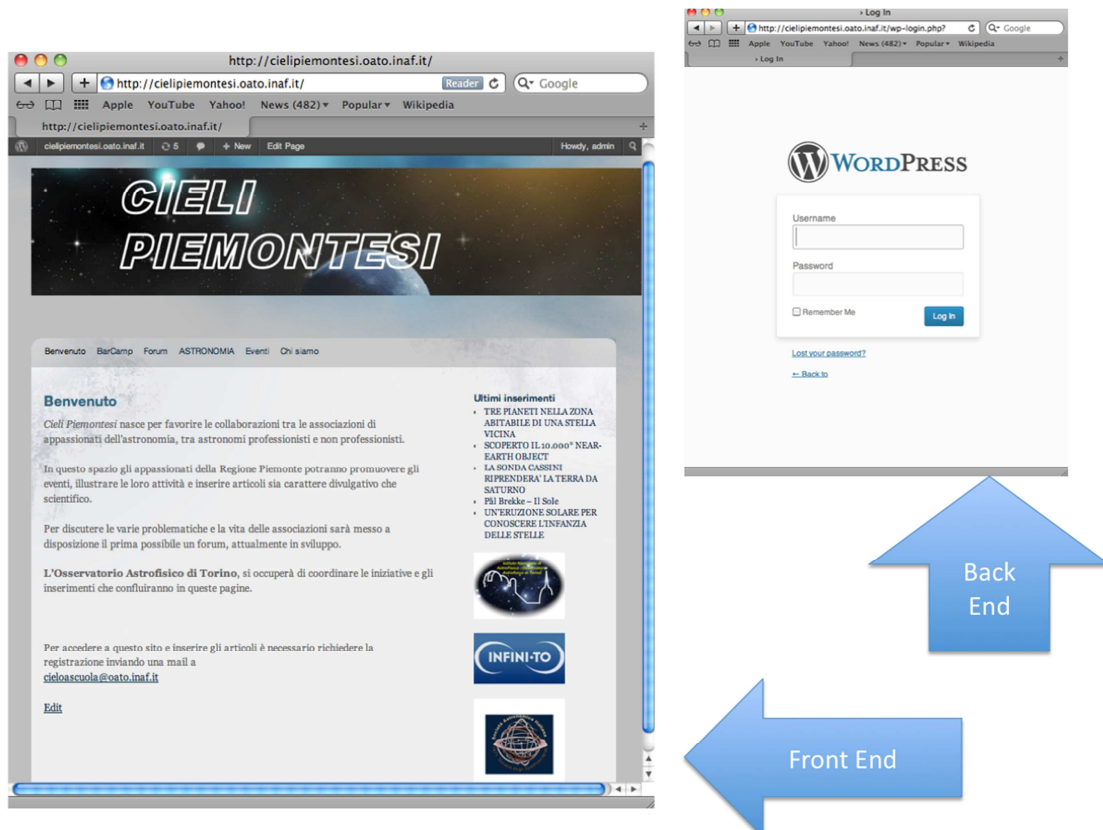 http://cielipiemontesi.oato.inaf.it/
http://cielipiemontesi.oato.inaf.it/ Reader Google
Apple YouTube Yahoo! News (482) Popular Wikipedia
http://cielipiemontesi.oato.inaf.it/
cielipiemontesi.oato.inaf.it 5 + New Edit Page Howdy, admin
CIELI
PIEMONTESI
Benvenuto BarCamp Forum ASTRONOMIA Eventi Chi siamo
Benvenuto
Cieli Piemontesi nasce per favorire le collaborazioni tra le associazioni di
appassionati dell'astronomia, tra astronomi professionisti e non professionisti.
In questo spazio gli appassionati della Regione Piemonte potranno promuovere gli
eventi, illustrare le loro attività e inserire articoli sia carattere divulgativo che
scientifico.
Per discutere le varie problematiche e la vita delle associazioni sarà messo a
disposizione il prima possibile un forum, attualmente in sviluppo.
L'Osservatorio Astrofisico di Torino, si occuperà di coordinare le iniziative e gli
inserimenti che confluiranno in queste pagine.
Per accedere a questo sito e inserire gli articoli è necessario richiedere la
registrazione inviando una mail a
cieloascuola@oato.inaf.it
Edit
Ultimi inserimenti
TRE PIANETI NELLA ZONA
ABITABILE DI UNA STELLA
VICINA
SCOPERTO IL 10.000° NEAR-
EARTH OBJECT
LA SONDA CASSINI
RIPRENDERA' LA TERRA DA
SATURNO
Pål Brekke – Il Sole
UN'ERUZIONE SOLARE PER
CONOSCERE L'INFANZIA
DELLE STELLE
INFINI.TO
› Log In
http://cielipiemontesi.oato.inaf.it/wp-login.php? Google
Apple YouTube Yahoo! News (482) Popular Wikipedia
› Log In
WORDPRESS
Username
Password
Remember Me Log In
Lost your password?
← Back to
Back
End
Front End